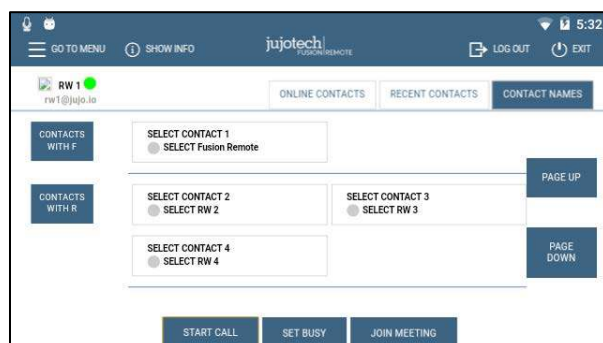 5:32
GO TO MENU
SHOW INFO
jujotech
FUSION REMOTE
LOG OUT
EXIT
RW 1
rw1@jujo.io
ONLINE CONTACTS
RECENT CONTACTS
CONTACT NAMES
CONTACTS
WITH F
SELECT CONTACT 1
SELECT Fusion Remote
PAGE UP
CONTACTS
WITH R
SELECT CONTACT 2
SELECT RW 2
SELECT CONTACT 3
SELECT RW 3
SELECT CONTACT 4
SELECT RW 4
PAGE
DOWN
START CALL
SET BUSY
JOIN MEETING